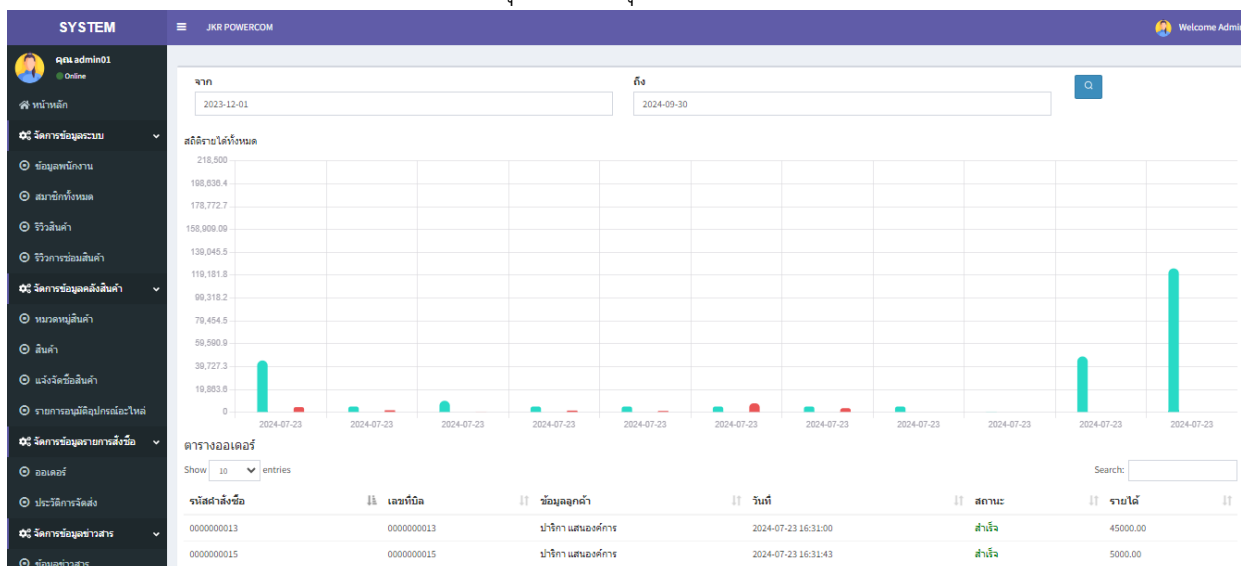 SYSTEM
JKR POWERCOM
Welcome Admin
คุณ admin01
Online
หน้าหลัก
จัดการข้อมูลระบบ
ข้อมูลพนักงาน
สมาชิกทั้งหมด
รีวิวสินค้า
รีวิวการซ่อมสินค้า
จัดการข้อมูลคลังสินค้า
หมวดหมู่สินค้า
สินค้า
แจ้งจัดซื้อสินค้า
รายการอนุมัติอุปกรณ์อะไหล่
จัดการข้อมูลรายการสั่งซื้อ
ออเดอร์
ประวัติการจัดส่ง
จัดการข้อมูลข่าวสาร
ข้อมูลข่าวสาร
จาก ถึง
2023-12-01 2024-09-30
สถิติรายได้ทั้งหมด
218,500
198,636.4
178,772.7
158,909.09
139,045.5
119,181.8
99,318.2
79,454.5
59,590.9
39,727.3
19,863.6
0
2024-07-23 2024-07-23 2024-07-23 2024-07-23 2024-07-23 2024-07-23 2024-07-23 2024-07-23 2024-07-23 2024-07-23 2024-07-23
ตารางออเดอร์
Show 10 entries Search:
รหัสคำสั่งซื้อ เลขที่บิล ข้อมูลลูกค้า วันที่ สถานะ รายได้
0000000013 0000000013 ปาริกา แสนองค์การ 2024-07-23 16:31:00 สำเร็จ 45000.00
0000000015 0000000015 ปาริกา แสนองค์การ 2024-07-23 16:31:43 สำเร็จ 5000.00